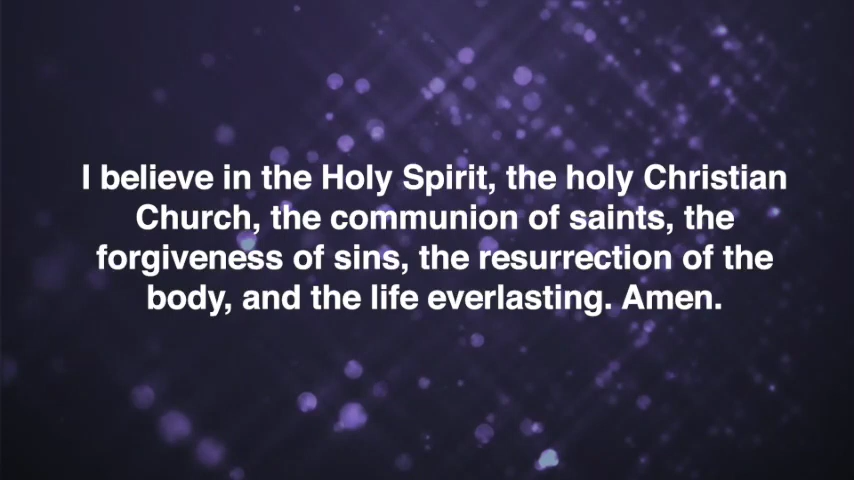 I believe in the Holy Spirit, the holy Christian
Church, the communion of saints, the
forgiveness of sins, the resurrection of the
body, and the life everlasting. Amen.